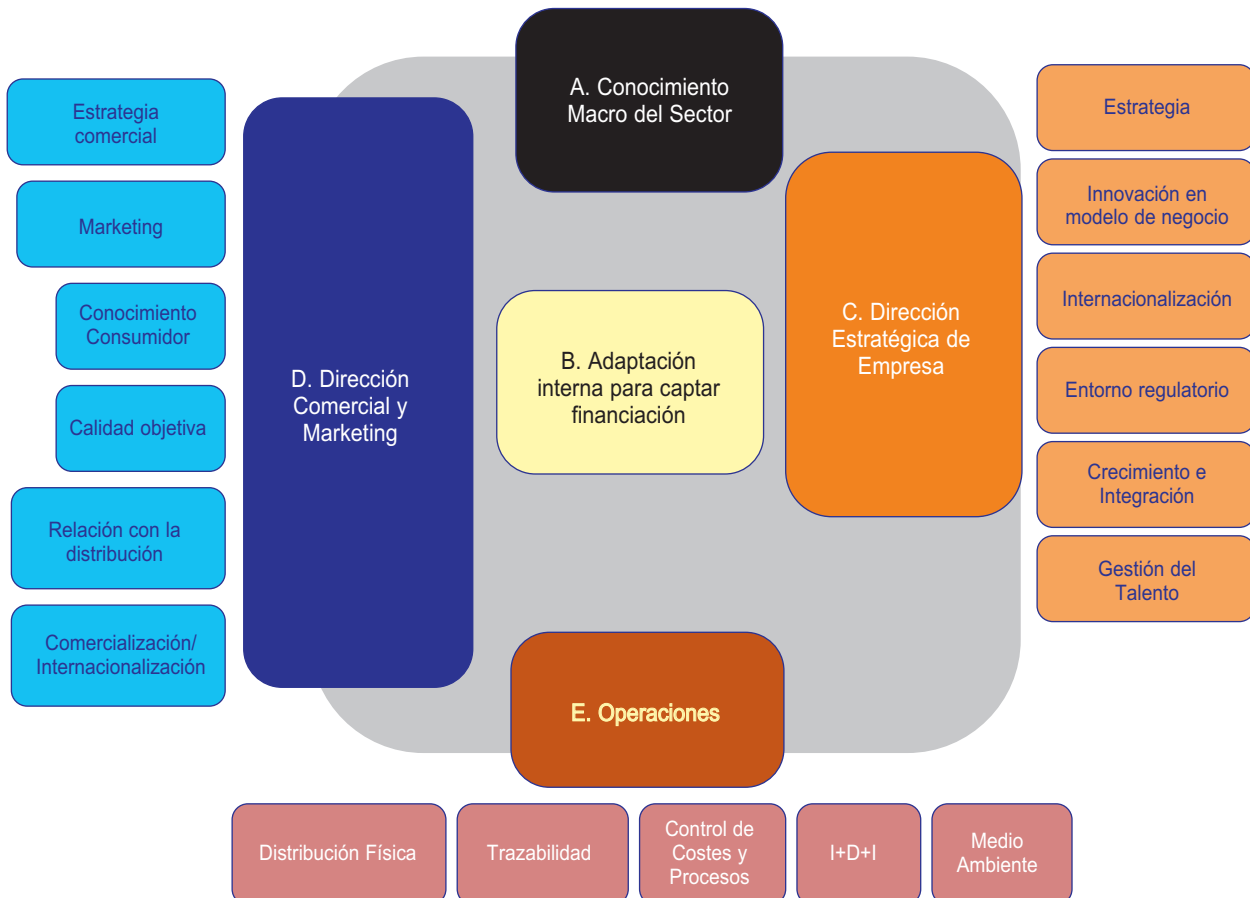 A. Conocimiento
Macro del Sector
Estrategia
comercial
Marketing
Conocimiento
Consumidor
Calidad objetiva
Relación con la
distribución
Comercialización/
Internacionalización
D. Dirección
Comercial y
Marketing
B. Adaptación
interna para captar
financiación
C. Dirección
Estratégica de
Empresa
Estrategia
Innovación en
modelo de negocio
Internacionalización
Entorno regulatorio
Crecimiento e
Integración
Gestión del
Talento
E. Operaciones
Distribución Física
Trazabilidad
Control de
Costes y
Procesos
I+D+I
Medio
Ambiente